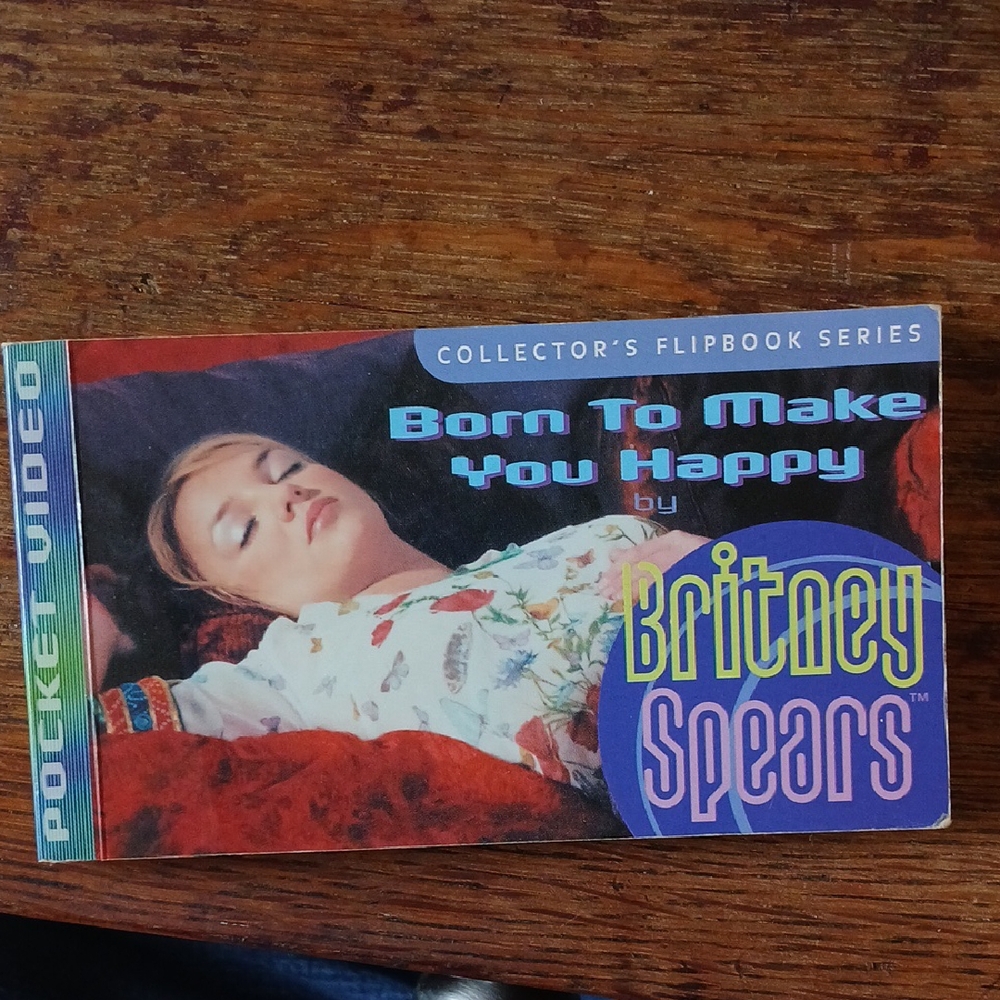 POCKET VIDEO
COLLECTOR'S FLIPBOOK SERIES
Born To Make
You Happy
by
Britney
Spears™